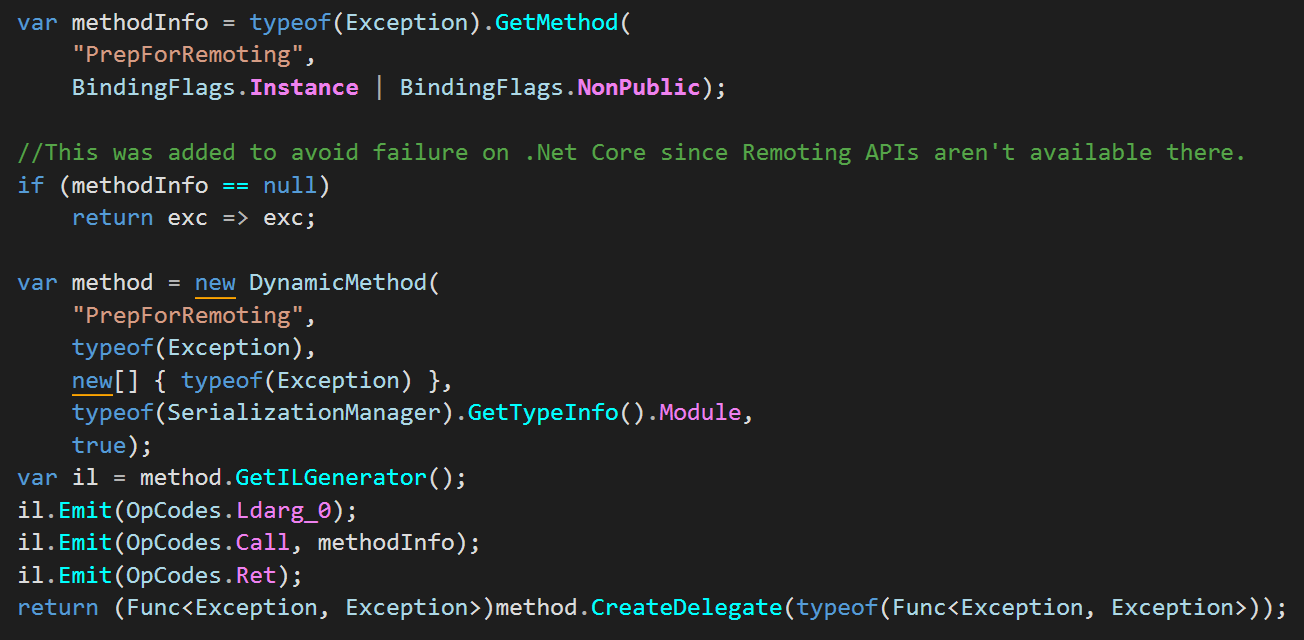 var methodInfo = typeof(Exception).GetMethod(
    "PrepForRemoting",
    BindingFlags.Instance | BindingFlags.NonPublic);

//This was added to avoid failure on .Net Core since Remoting APIs aren't available there.
if (methodInfo == null)
    return exc => exc;

var method = new DynamicMethod(
    "PrepForRemoting",
    typeof(Exception),
    new[] { typeof(Exception) },
    typeof(SerializationManager).GetTypeInfo().Module,
    true);
var il = method.GetILGenerator();
il.Emit(OpCodes.Ldarg_0);
il.Emit(OpCodes.Call, methodInfo);
il.Emit(OpCodes.Ret);
return (Func<Exception, Exception>)method.CreateDelegate(typeof(Func<Exception, Exception>));